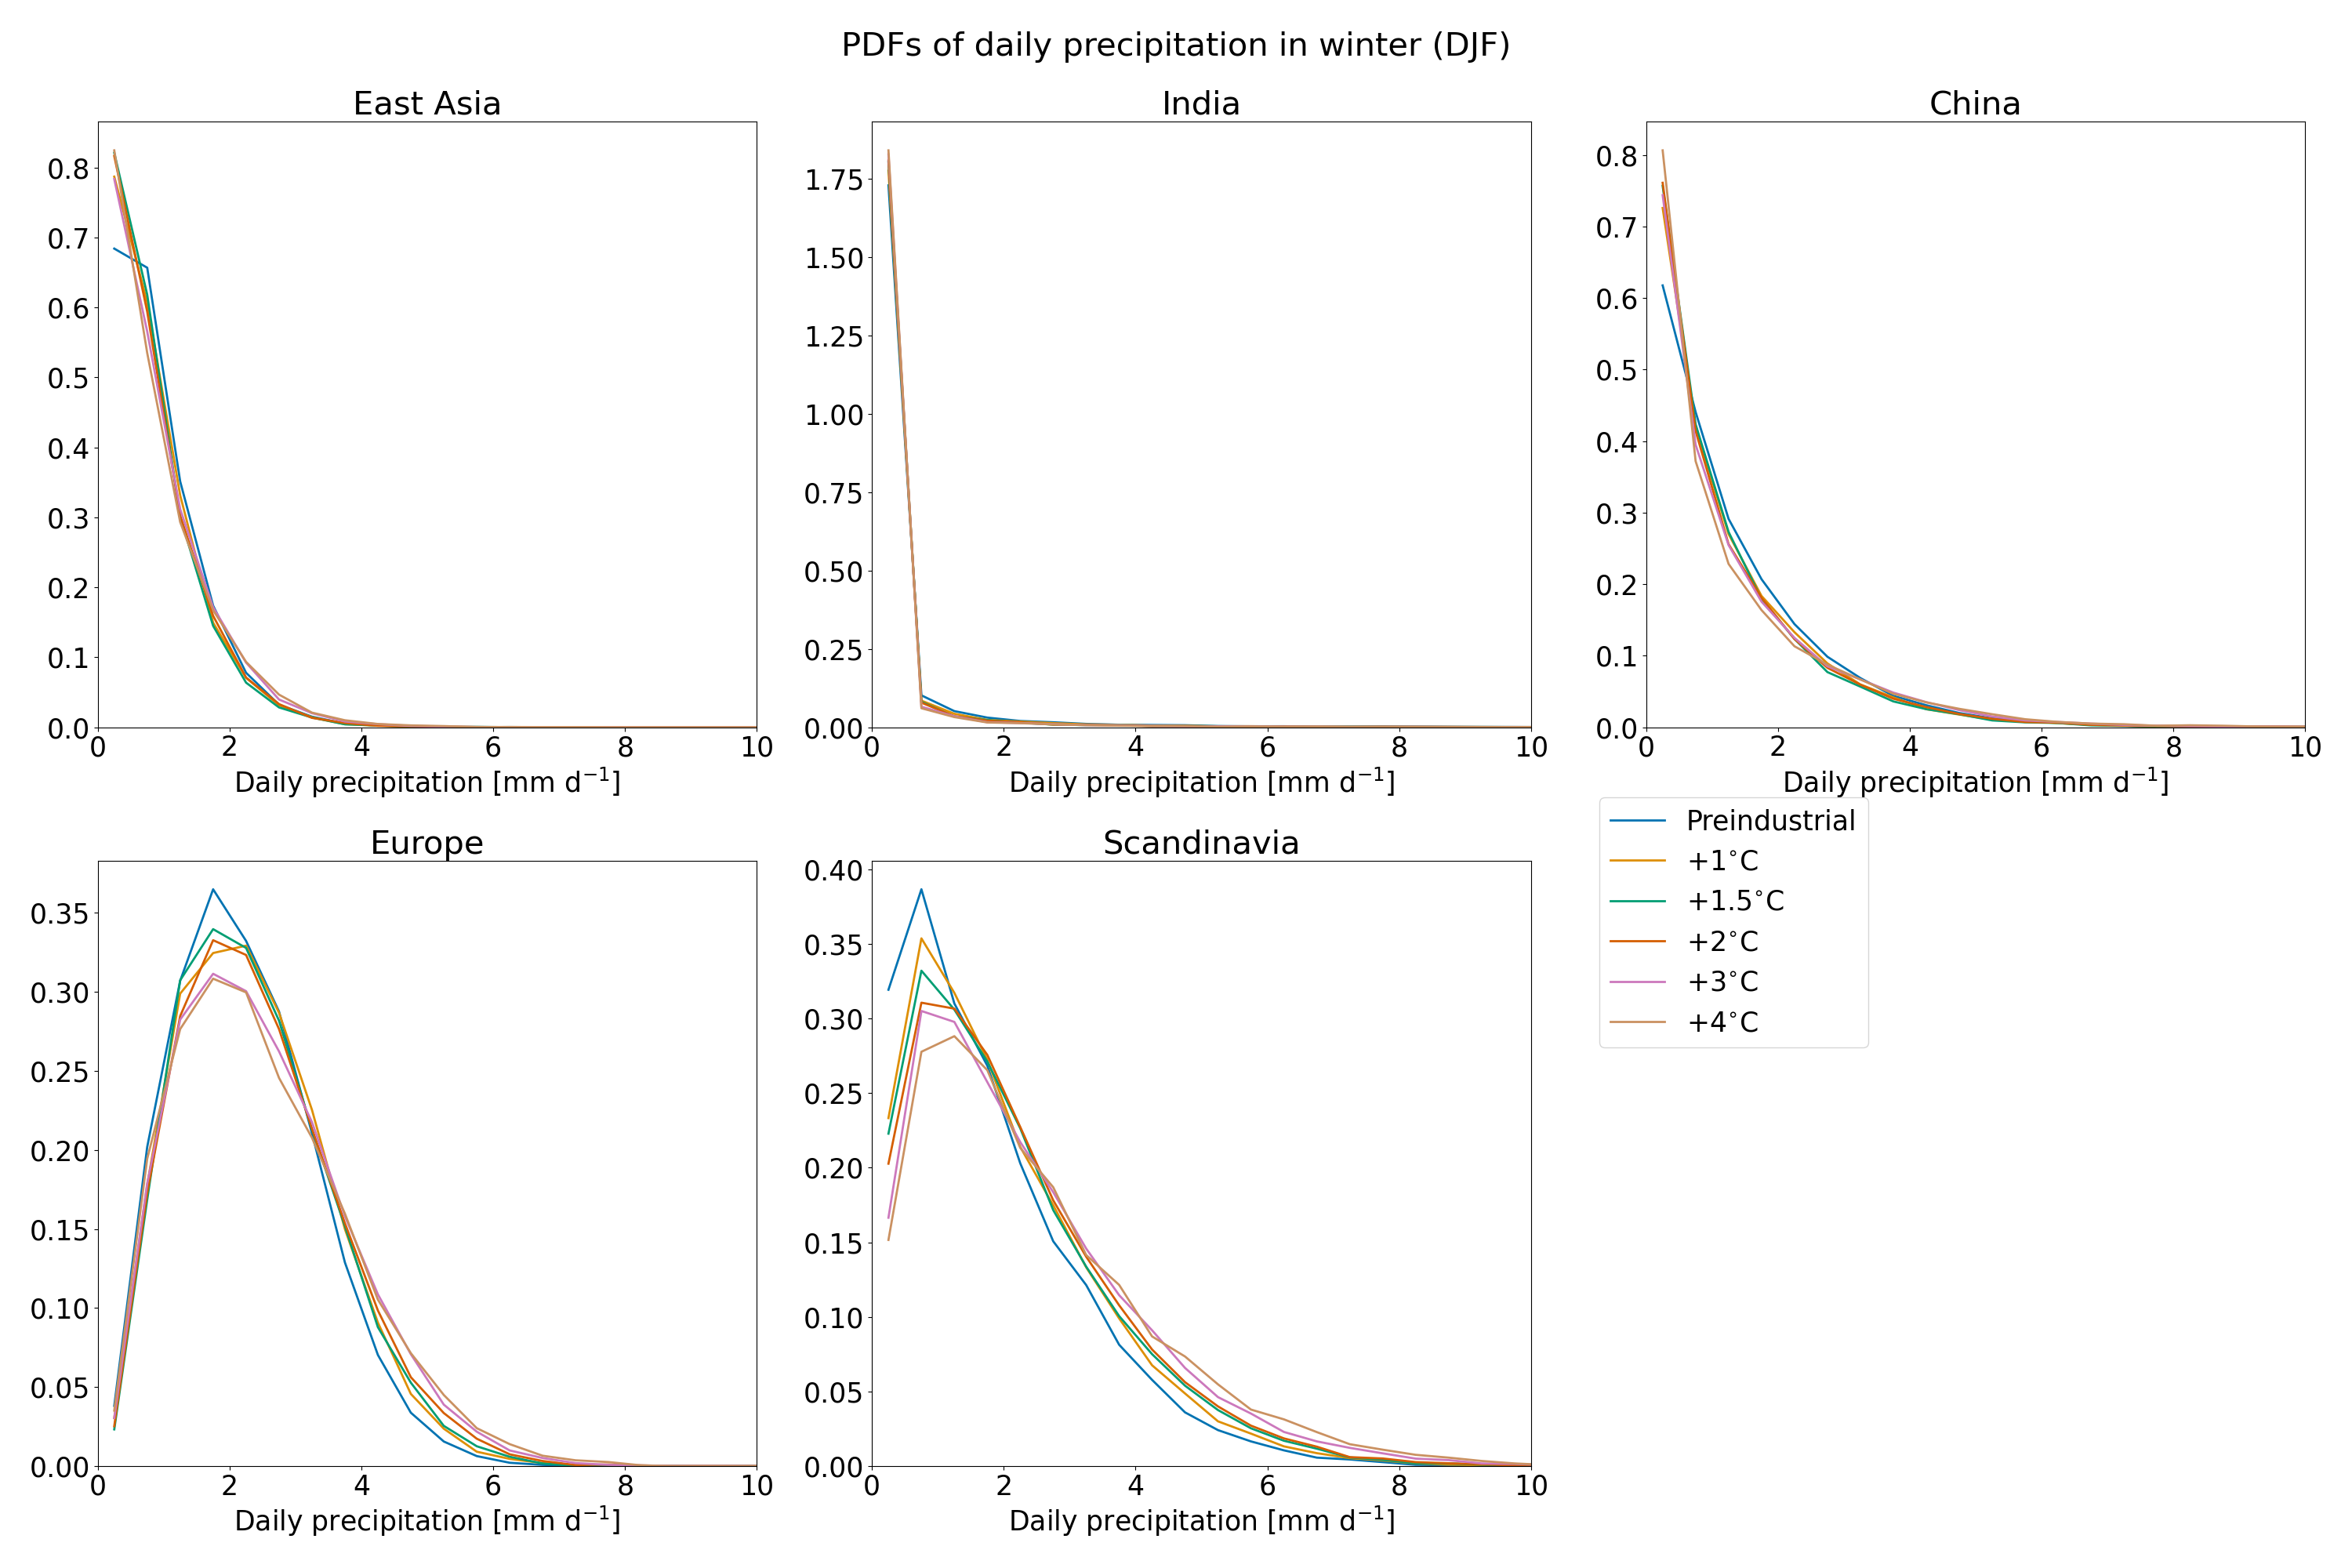 PDFs of daily precipitation in winter (DJF)
East Asia
0.8
0.7
0.6
0.5
0.4
0.3
0.2
0.1
0.0
0 2 4 6 8 10
Daily precipitation [mm d⁻¹]
India
1.75
1.50
1.25
1.00
0.75
0.50
0.25
0.00
0 2 4 6 8 10
Daily precipitation [mm d⁻¹]
China
0.8
0.7
0.6
0.5
0.4
0.3
0.2
0.1
0.0
0 2 4 6 8 10
Daily precipitation [mm d⁻¹]
Europe
0.35
0.30
0.25
0.20
0.15
0.10
0.05
0.00
0 2 4 6 8 10
Daily precipitation [mm d⁻¹]
Scandinavia
0.40
0.35
0.30
0.25
0.20
0.15
0.10
0.05
0.00
0 2 4 6 8 10
Daily precipitation [mm d⁻¹]
Preindustrial
+1°C
+1.5°C
+2°C
+3°C
+4°C